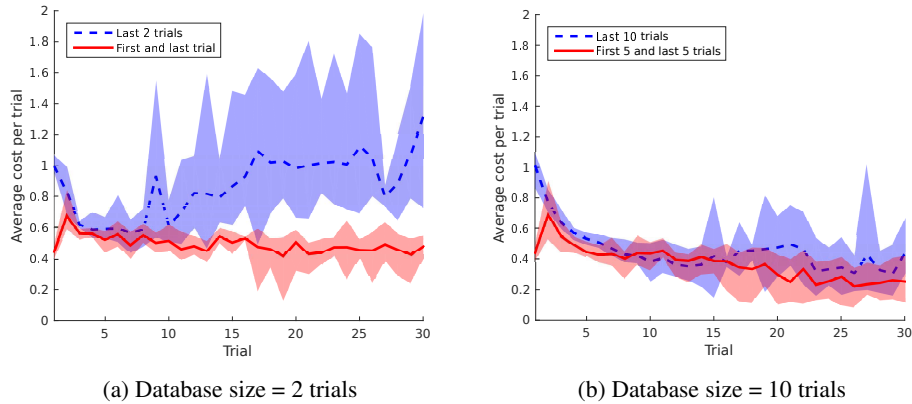 Last 2 trials
First and last trial
Average cost per trial
2
1.8
1.6
1.4
1.2
1
0.8
0.6
0.4
0.2
0
5 10 15 20 25 30
Trial
(a) Database size = 2 trials
Last 10 trials
First 5 and last 5 trials
Average cost per trial
2
1.8
1.6
1.4
1.2
1
0.8
0.6
0.4
0.2
0
5 10 15 20 25 30
Trial
(b) Database size = 10 trials